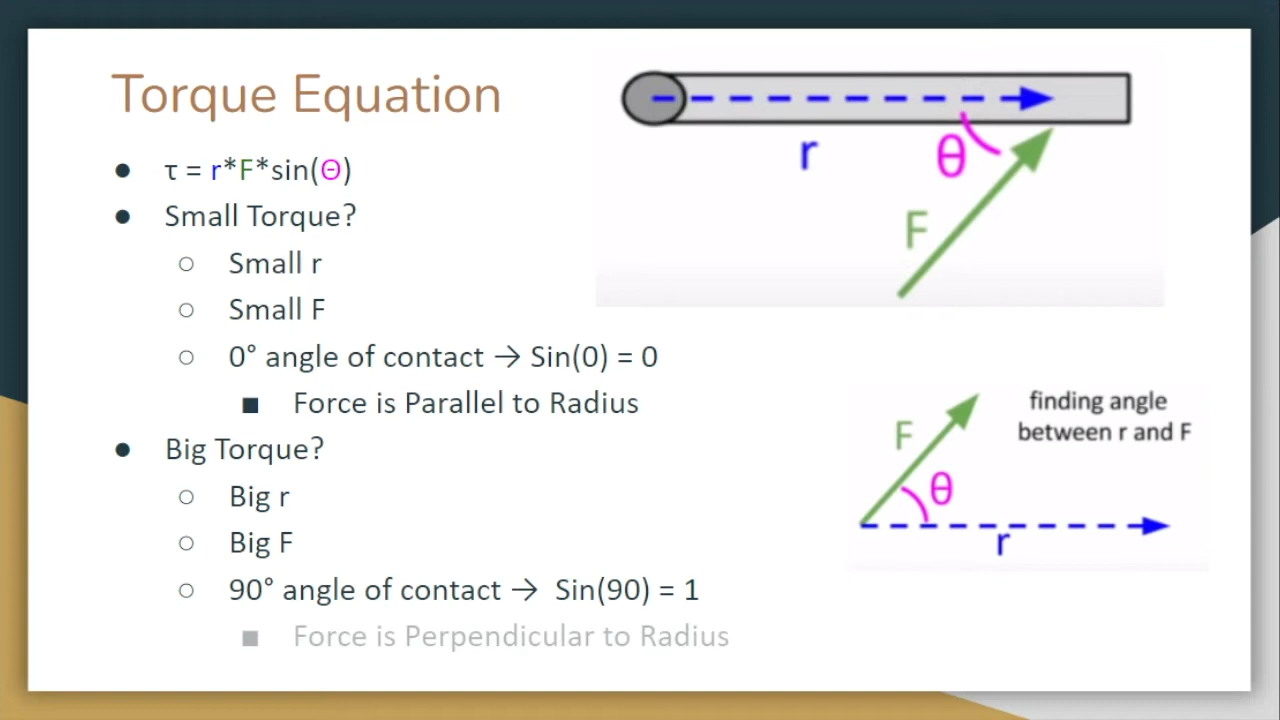 Torque Equation
● τ = r*F*sin(Θ)
● Small Torque?
○ Small r
○ Small F
○ 0° angle of contact → Sin(0) = 0
■ Force is Parallel to Radius
● Big Torque?
○ Big r
○ Big F
○ 90° angle of contact → Sin(90) = 1
■ Force is Perpendicular to Radius
r
θ
F
finding angle
between r and F
F
θ
r